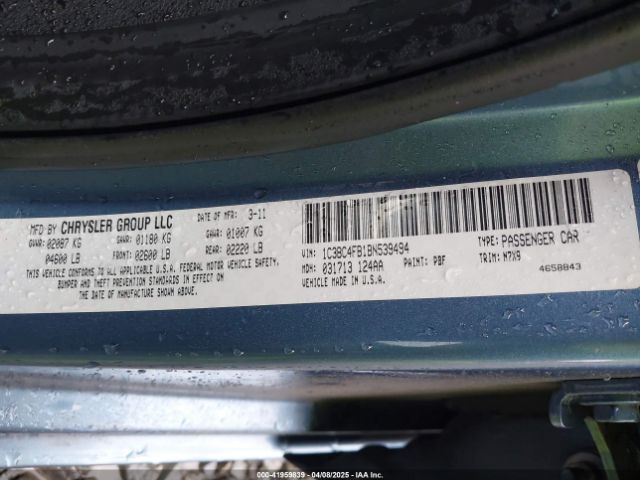 MFD BY CHRYSLER GROUP LLC
DATE OF MFR: 3-11
GVWR: 02087 KG
GAWR: 01180 KG
GAWR: 01007 KG
04600 LB
FRONT: 02600 LB
REAR: 02220 LB
THIS VEHICLE CONFORMS TO ALL APPLICABLE U.S.A. FEDERAL MOTOR VEHICLE SAFETY,
BUMPER AND THEFT PREVENTION STANDARDS IN EFFECT ON
THE DATE OF MANUFACTURE SHOWN ABOVE.
VIN: 1C3BC4FB1BN539494
TYPE: PASSENGER CAR
MDH: 031713 124AA
PAINT: PBF
TRIM: M7X9
VEHICLE MADE IN U.S.A.
4658843
000-41959839 - 04/08/2025 - IAAI.COM